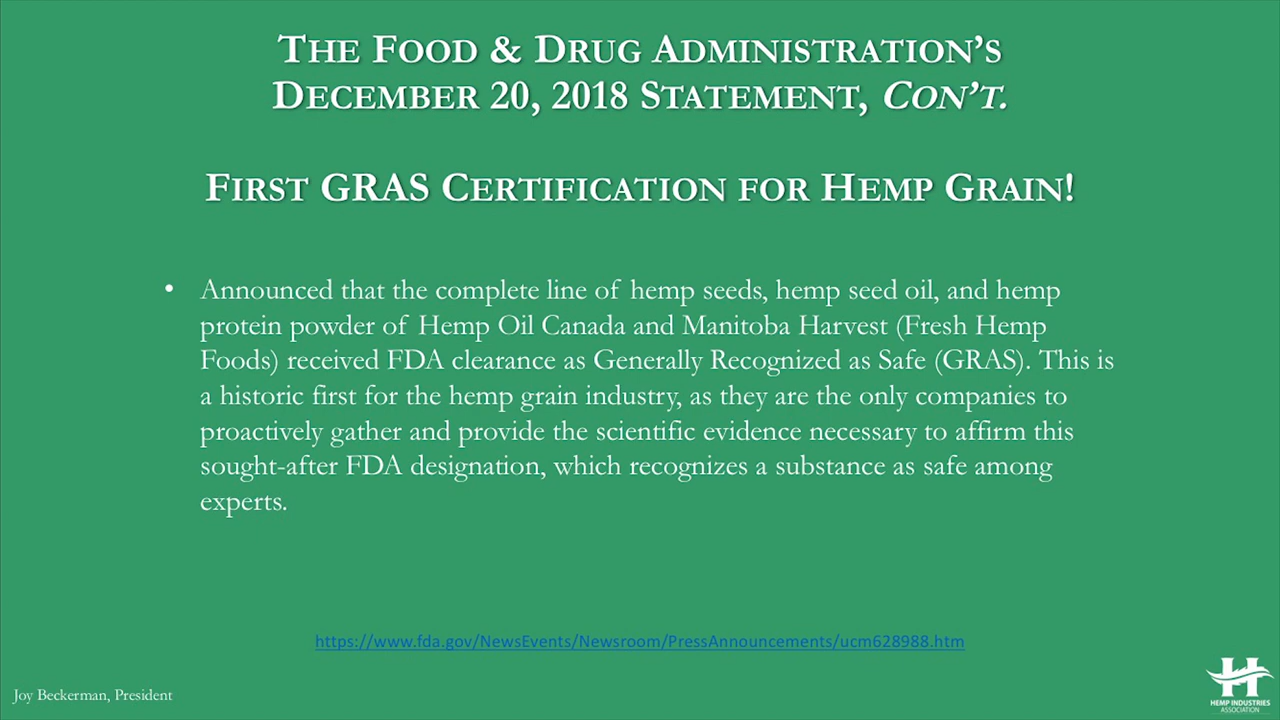 THE FOOD & DRUG ADMINISTRATION'S
DECEMBER 20, 2018 STATEMENT, CON'T.
FIRST GRAS CERTIFICATION FOR HEMP GRAIN!
• Announced that the complete line of hemp seeds, hemp seed oil, and hemp
protein powder of Hemp Oil Canada and Manitoba Harvest (Fresh Hemp
Foods) received FDA clearance as Generally Recognized as Safe (GRAS). This is
a historic first for the hemp grain industry, as they are the only companies to
proactively gather and provide the scientific evidence necessary to affirm this
sought-after FDA designation, which recognizes a substance as safe among
experts.
https://www.fda.gov/NewsEvents/Newsroom/PressAnnouncements/ucm628988.htm
Joy Beckerman, President
H
HEMP INDUSTRIES
ASSOCIATION